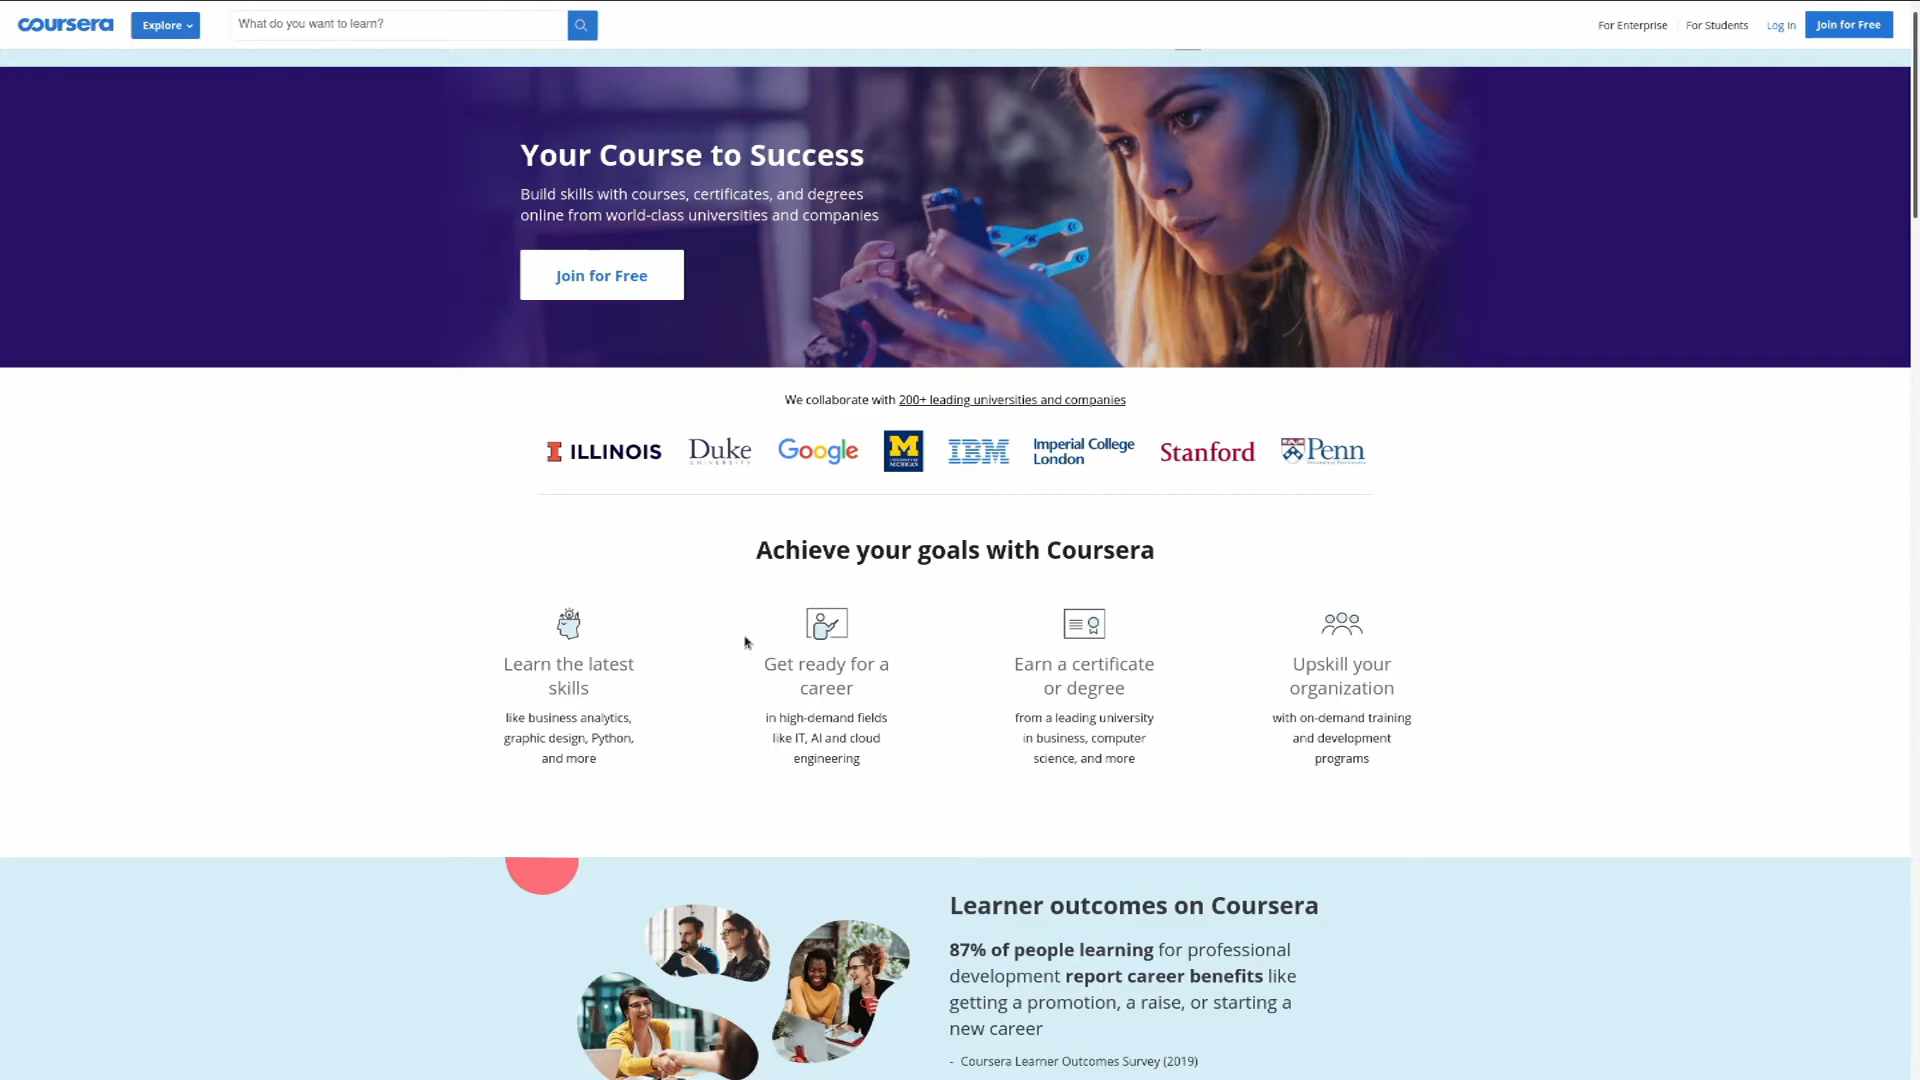 coursera
Explore
What do you want to learn?
For Enterprise
For Students
Log In
Join for Free
Your Course to Success
Build skills with courses, certificates, and degrees
online from world-class universities and companies
Join for Free
We collaborate with 200+ leading universities and companies
I ILLINOIS
Duke
UNIVERSITY
Google
M
UNIVERSITY OF
MICHIGAN
IBM
Imperial College
London
Stanford
Penn
Achieve your goals with Coursera
Learn the latest
skills
like business analytics,
graphic design, Python,
and more
Get ready for a
career
in high-demand fields
like IT, AI and cloud
engineering
Earn a certificate
or degree
from a leading university
in business, computer
science, and more
Upskill your
organization
with on-demand training
and development
programs
Learner outcomes on Coursera
87% of people learning for professional
development report career benefits like
getting a promotion, a raise, or starting a
new career
- Coursera Learner Outcomes Survey (2019)